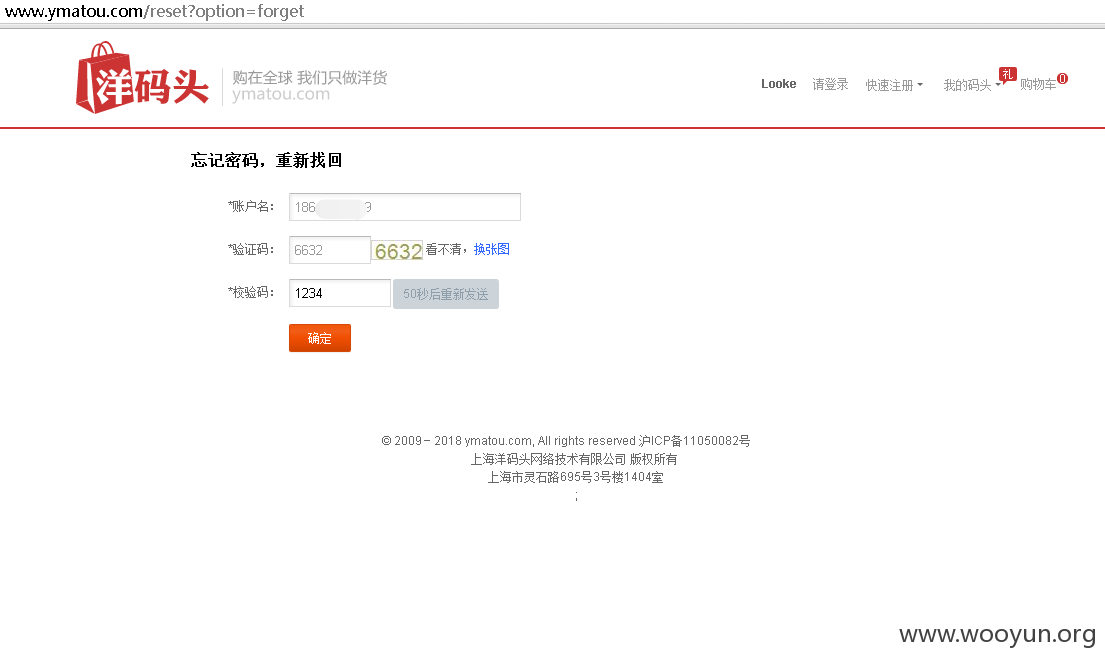 www.ymatou.com/reset?option=forget
洋码头 购在全球 我们只做洋货
ymatou.com
Looke 请登录 快速注册 我的码头 礼 购物车 0
忘记密码，重新找回
*账户名： 186 9
*验证码： 6632 6632 看不清，换张图
*校验码： 1234 50秒后重新发送
确定
© 2009 – 2018 ymatou.com, All rights reserved 沪ICP备11050082号
上海洋码头网络技术有限公司 版权所有
上海市灵石路695号3号楼1404室
;
www.wooyun.org